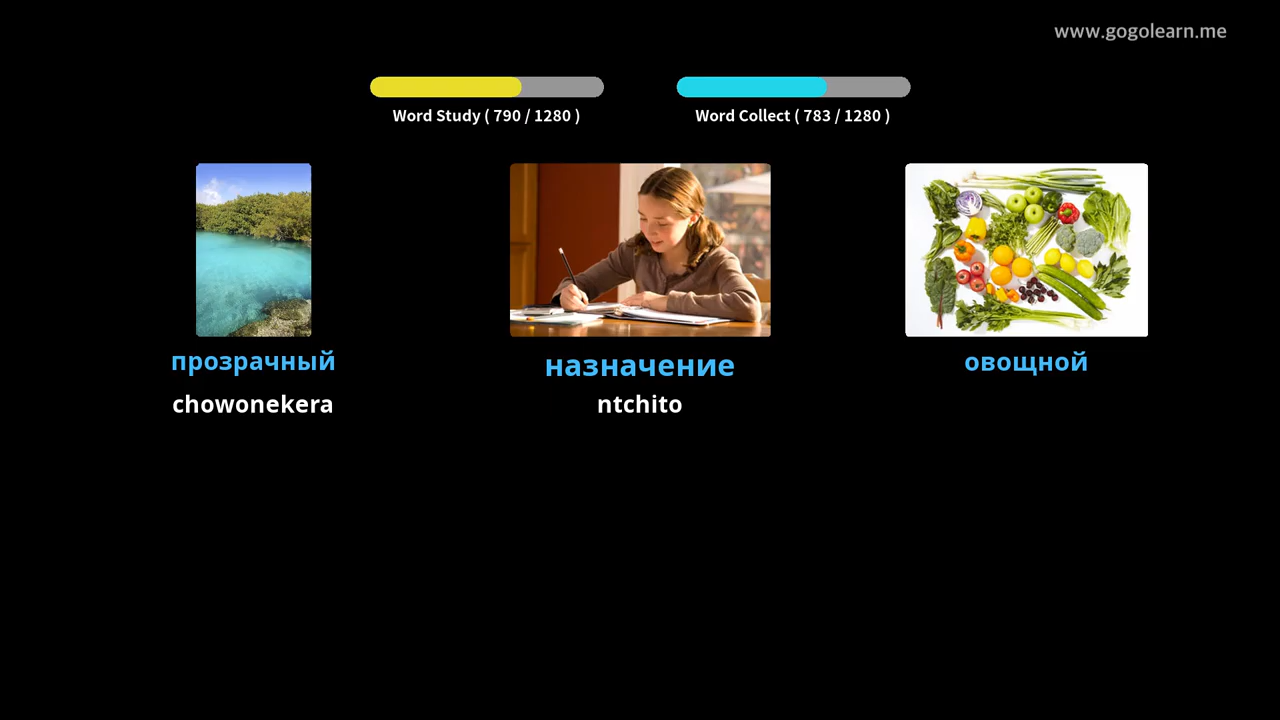 www.gogolearn.me
Word Study ( 790 / 1280 )
Word Collect ( 783 / 1280 )
прозрачный
назначение
овощной
chowonekera
ntchito